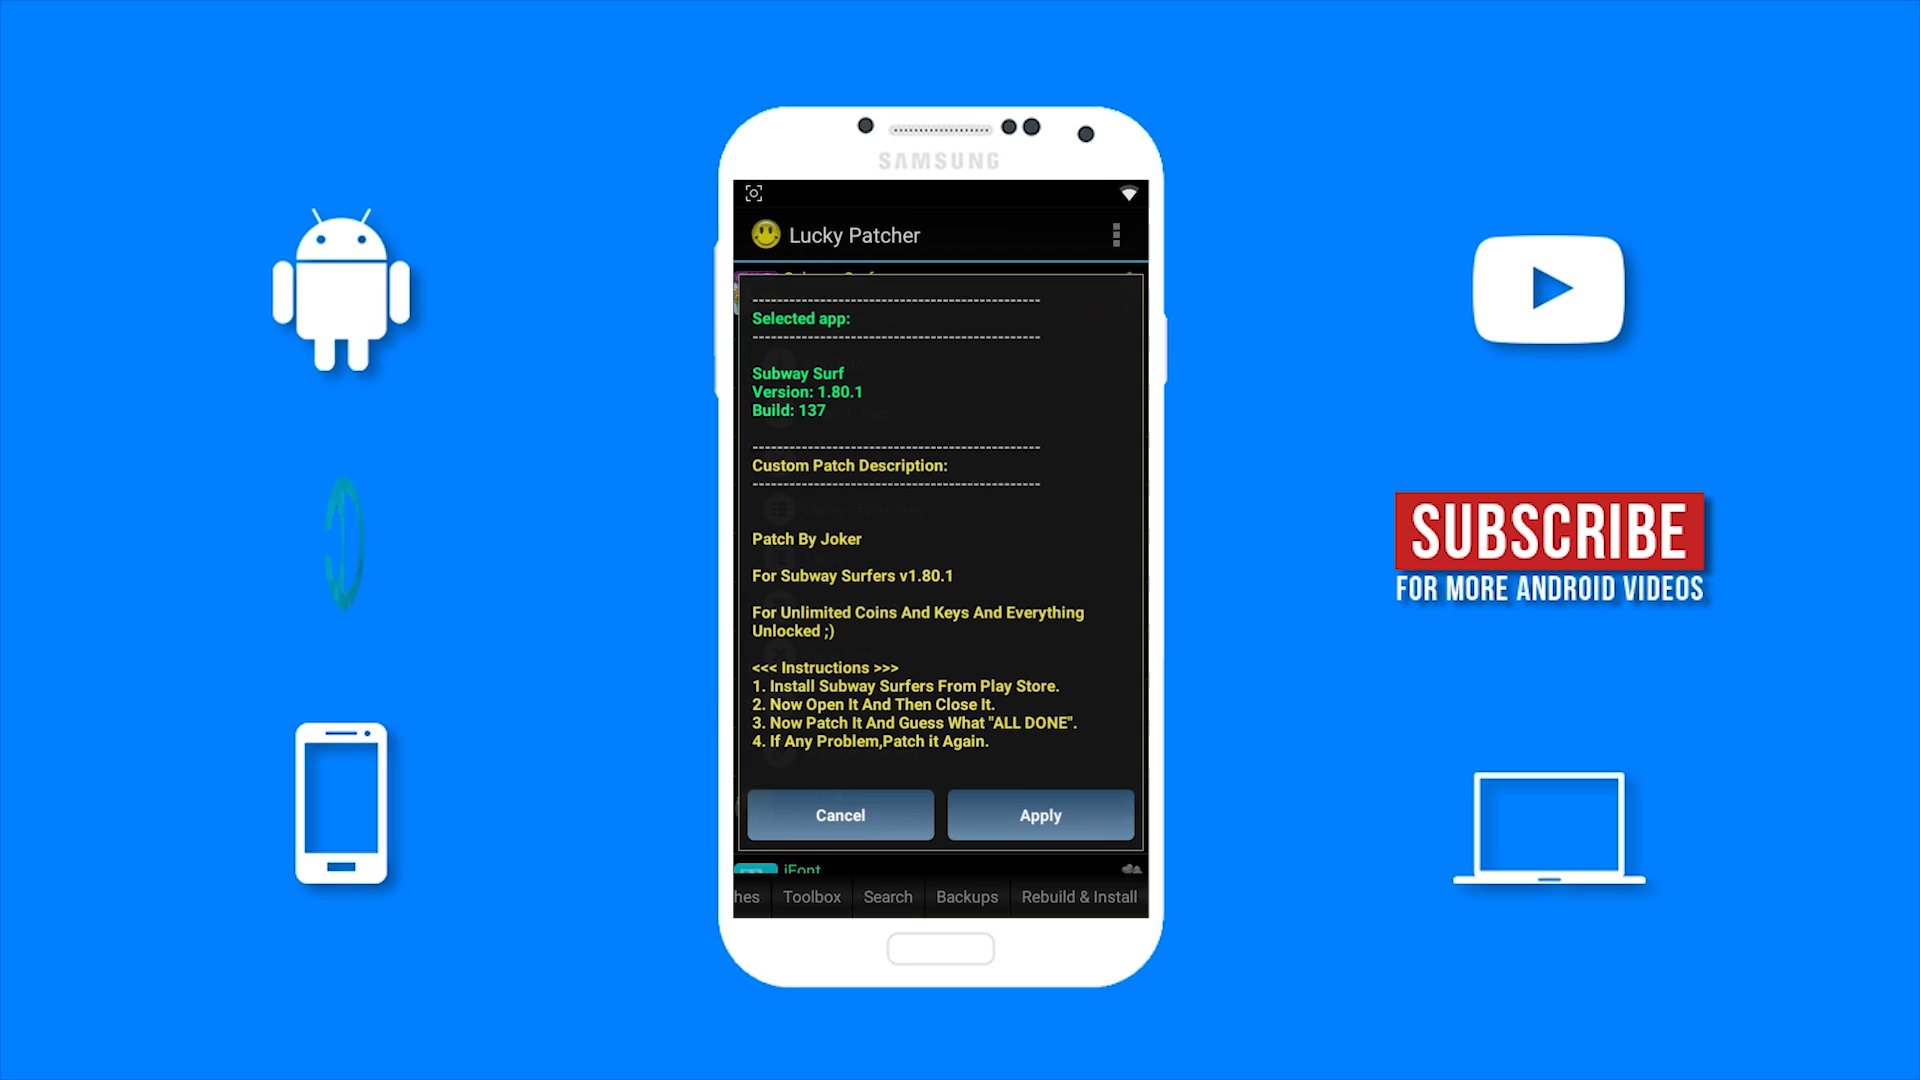 SAMSUNG
Lucky Patcher
-----------------------------------------------
Selected app:
-----------------------------------------------
Subway Surf
Version: 1.80.1
Build: 137
-----------------------------------------------
Custom Patch Description:
-----------------------------------------------
Patch By Joker
For Subway Surfers v1.80.1
For Unlimited Coins And Keys And Everything
Unlocked ;)
<<< Instructions >>>
1. Install Subway Surfers From Play Store.
2. Now Open It And Then Close It.
3. Now Patch It And Guess What "ALL DONE".
4. If Any Problem,Patch it Again.
Cancel Apply
iFont
hes Toolbox Search Backups Rebuild & Install
SUBSCRIBE
FOR MORE ANDROID VIDEOS